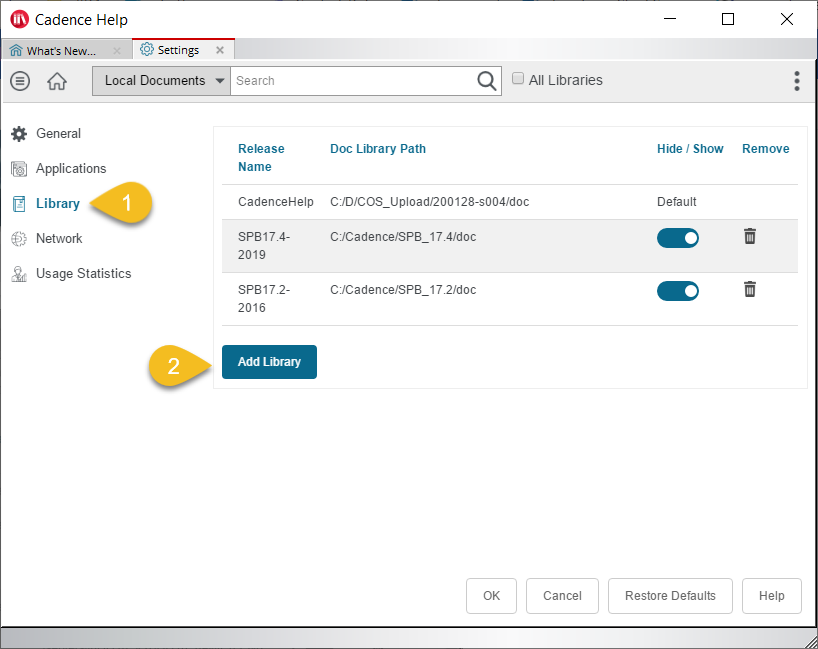 Cadence Help
What's New...
Settings
Local Documents
Search
All Libraries
General
Applications
Library
Network
Usage Statistics
1
Release Name
Doc Library Path
Hide / Show
Remove
CadenceHelp
C:/D/COS_Upload/200128-s004/doc
Default
SPB17.4-
2019
C:/Cadence/SPB_17.4/doc
SPB17.2-
2016
C:/Cadence/SPB_17.2/doc
2
Add Library
OK
Cancel
Restore Defaults
Help